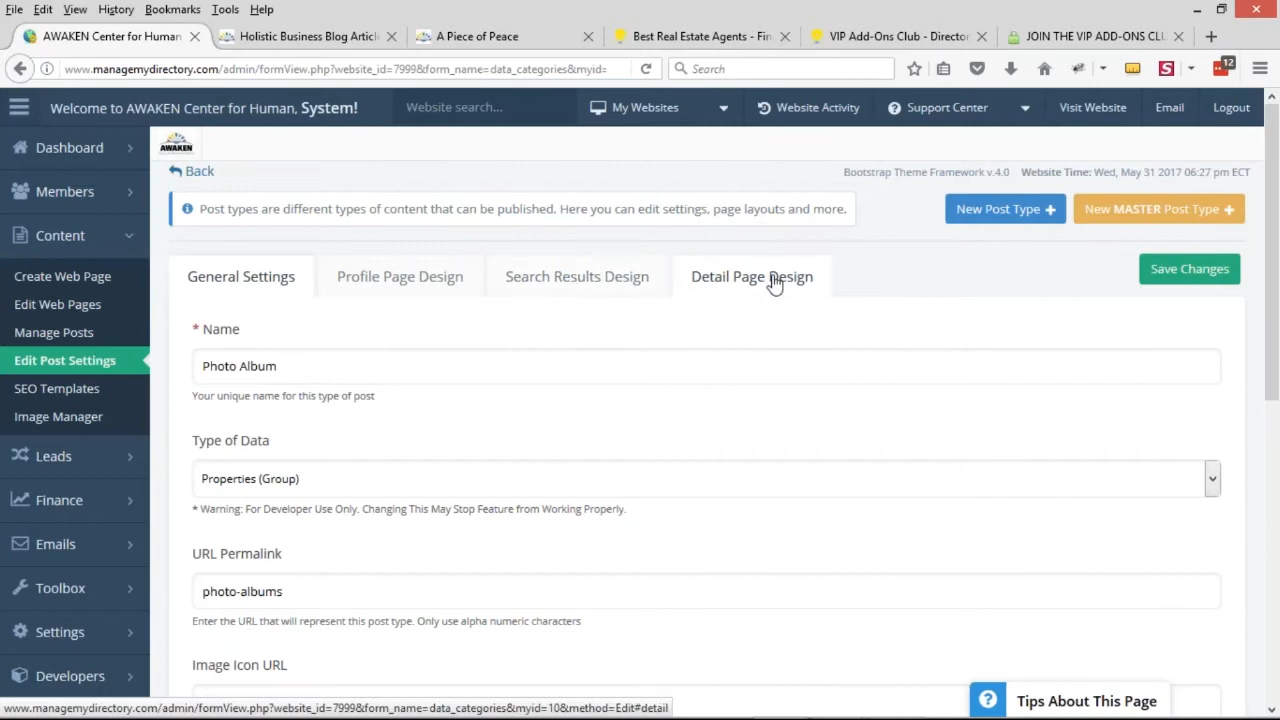 File Edit View History Bookmarks Tools Help
AWAKEN Center for Human
Holistic Business Blog Articl
A Piece of Peace
Best Real Estate Agents - Fin
VIP Add-Ons Club - Director
JOIN THE VIP ADD-ONS CLU
www.managemydirectory.com/admin/formView.php?website_id=7999&form_name=data_categories&myid=
Search
S
12
Welcome to AWAKEN Center for Human, System!
Website search...
My Websites
Website Activity
Support Center
Visit Website
Email
Logout
Dashboard
Members
Content
Create Web Page
Edit Web Pages
Manage Posts
Edit Post Settings
SEO Templates
Image Manager
Leads
Finance
Emails
Toolbox
Settings
Developers
AWAKEN
Back
Bootstrap Theme Framework v.4.0 Website Time: Wed, May 31 2017 06:27 pm ECT
Post types are different types of content that can be published. Here you can edit settings, page layouts and more.
New Post Type +
New MASTER Post Type +
General Settings
Profile Page Design
Search Results Design
Detail Page Design
Save Changes
* Name
Photo Album
Your unique name for this type of post
Type of Data
Properties (Group)
* Warning: For Developer Use Only. Changing This May Stop Feature from Working Properly.
URL Permalink
photo-albums
Enter the URL that will represent this post type. Only use alpha numeric characters
Image Icon URL
? Tips About This Page
www.managemydirectory.com/admin/formView.php?website_id=7999&form_name=data_categories&myid=10&method=Edit#detail